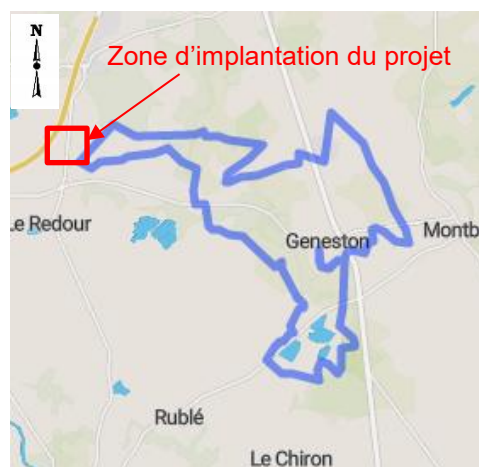 N
Zone d'implantation du projet
Le Redour
Geneston
Montb
Rublé
Le Chiron